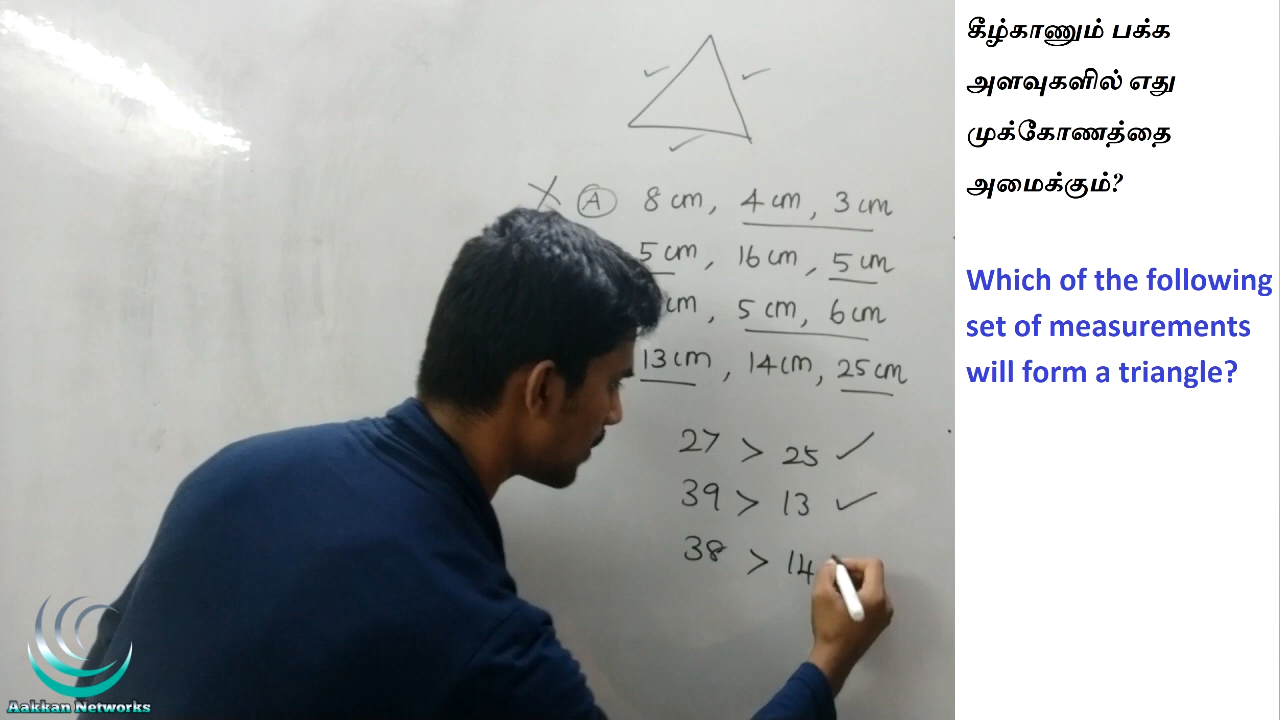 கீழ்காணும் பக்க
அளவுகளில் எது
முக்கோணத்தை
அமைக்கும்?
Which of the following
set of measurements
will form a triangle?
A 8 cm, 4 cm, 3 cm
5 cm, 16 cm, 5 cm
cm, 5 cm, 6 cm
13 cm, 14 cm, 25 cm
27 > 25 ✓
39 > 13 ✓
38 > 14
Aakkan Networks